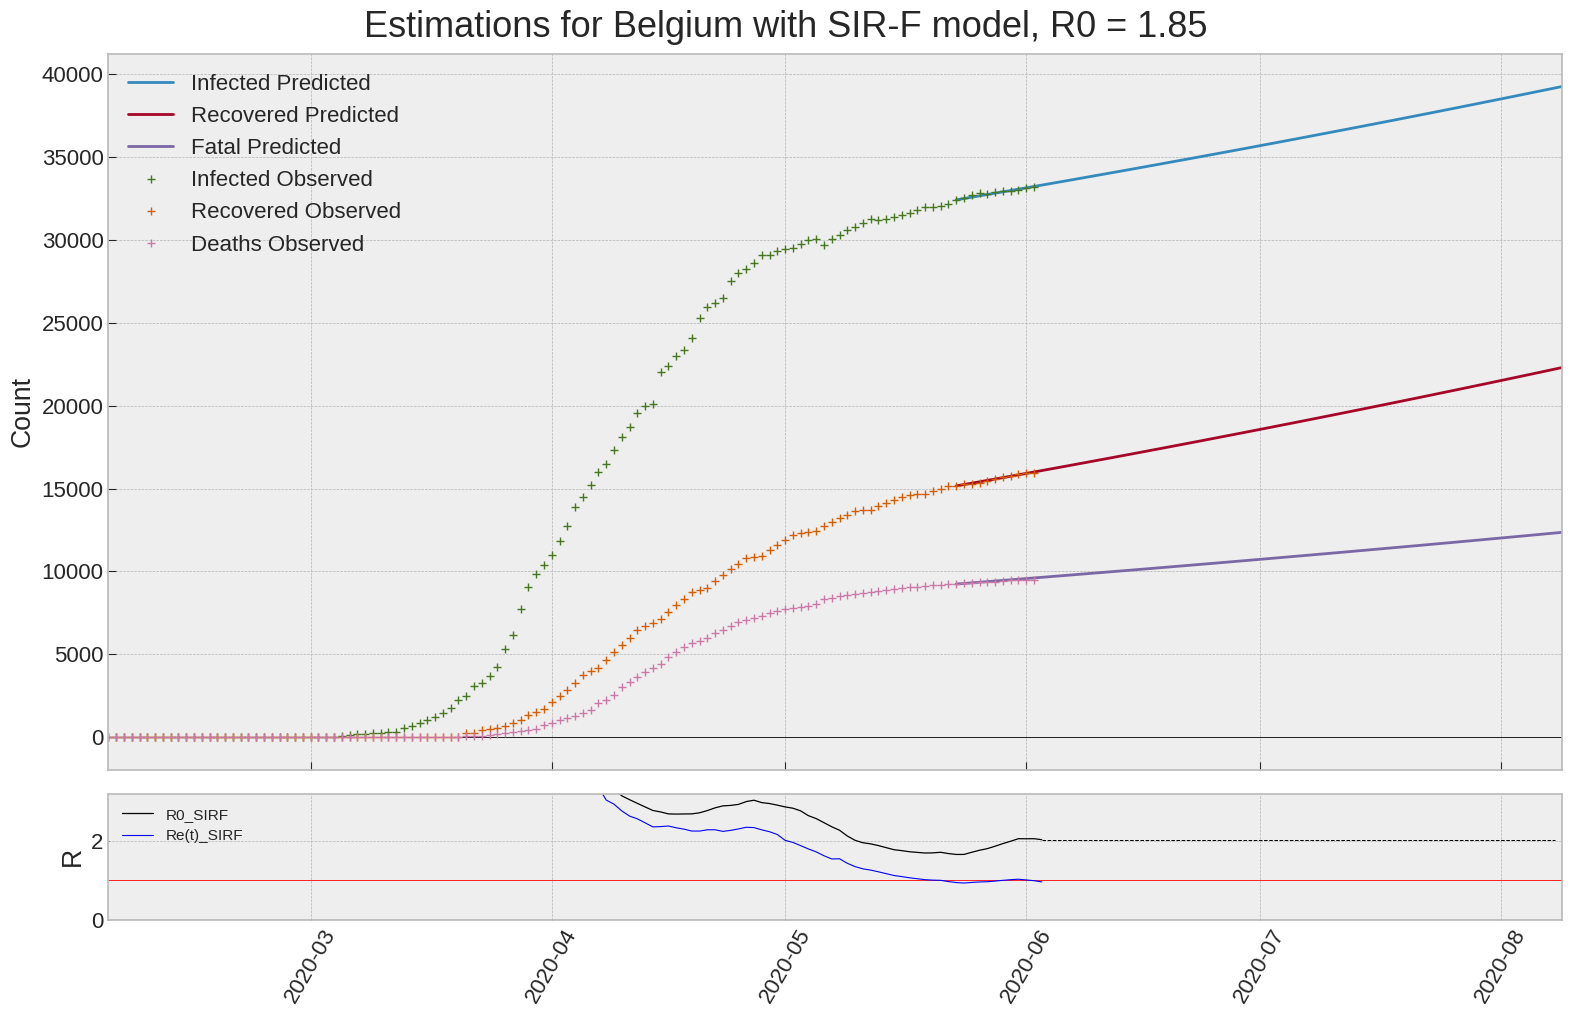 Estimations for Belgium with SIR-F model, R0 = 1.85
40000
35000
30000
25000
20000
15000
10000
5000
0
Count
Infected Predicted
Recovered Predicted
Fatal Predicted
Infected Observed
Recovered Observed
Deaths Observed
2
0
R
R0_SIRF
Re(t)_SIRF
2020-03
2020-04
2020-05
2020-06
2020-07
2020-08